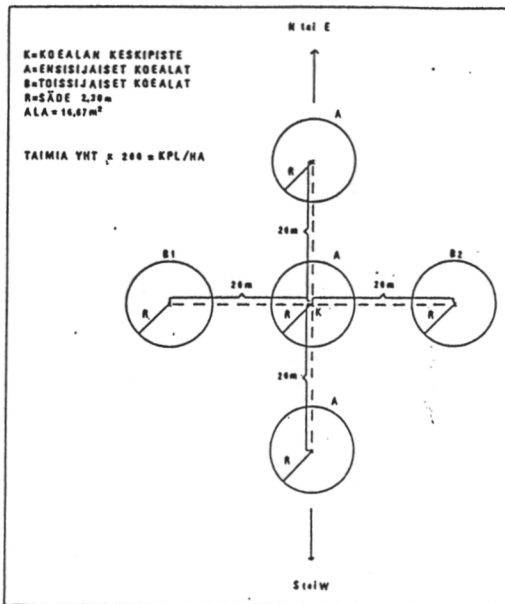 N tai E
K=KOEALAN KESKIPISTE
A=ENSISIJAISET KOEALAT
B=TOISSIJAISET KOEALAT
R=SÄDE 2,30m
ALA=16,67m²
TAIMIA YHT x 200 = KPL/HA
A
R
20m
B1
A
B2
20m
20m
R
R
K
R
20m
A
R
S tai W